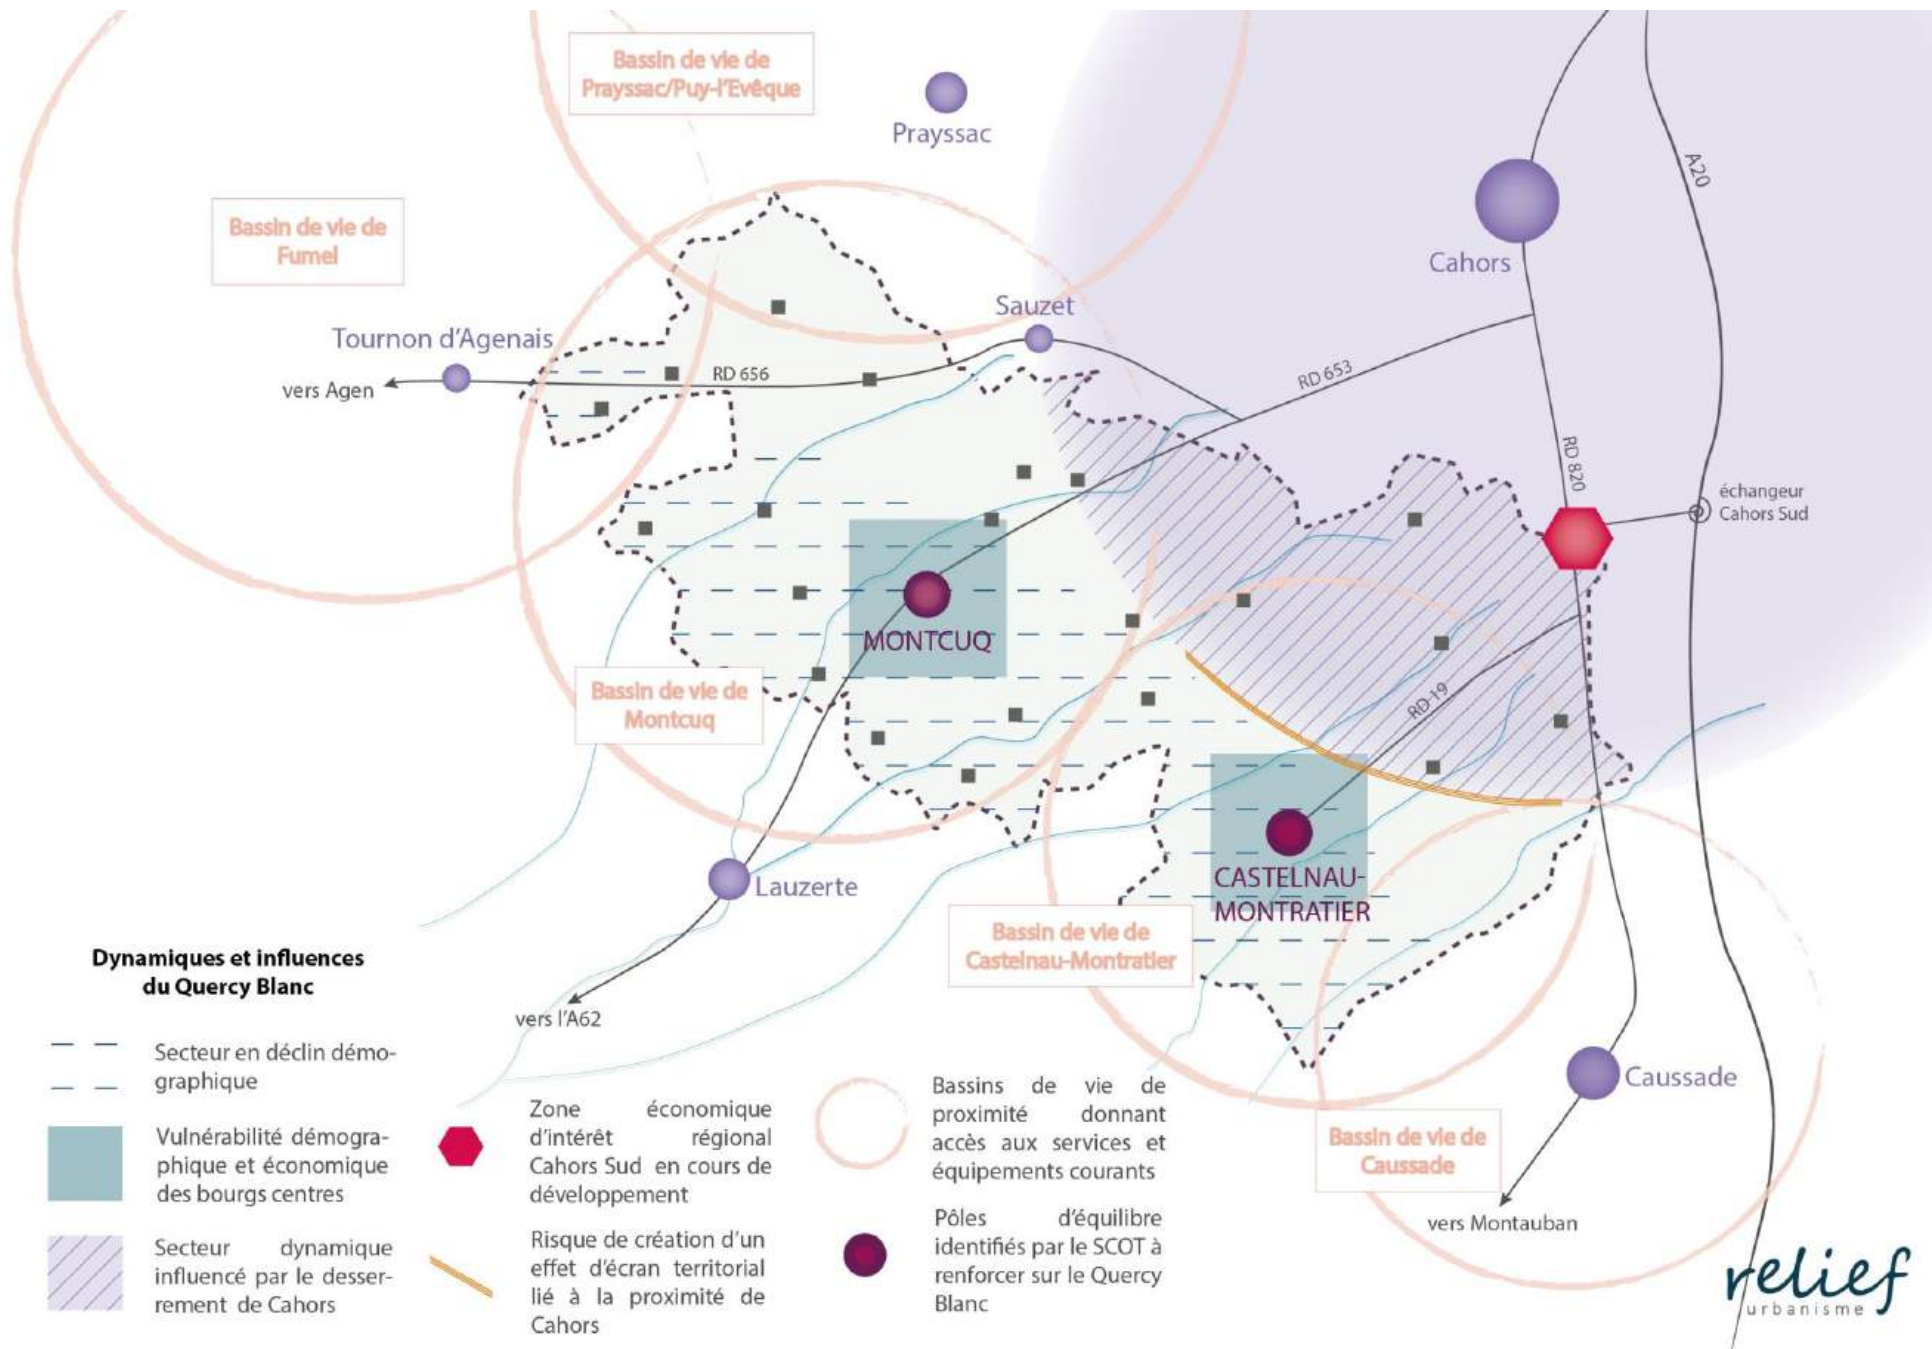 Bassin de vie de
Prayssac/Puy-l'Evêque
Prayssac
A20
Bassin de vie de
Fumel
Cahors
Sauzet
Tournon d'Agenais
vers Agen
RD 656
RD 653
RD 820
échangeur
Cahors Sud
MONTCUQ
Bassin de vie de
Montcuq
RD 19
CASTELNAU-
MONTRATIER
Lauzerte
Bassin de vie de
Castelnau-Montratier
vers l'A62
Caussade
Bassin de vie de
Caussade
vers Montauban
Dynamiques et influences
du Quercy Blanc
Secteur en déclin démo-
graphique
Vulnérabilité démogra-
phique et économique
des bourgs centres
Secteur dynamique
influencé par le desser-
rement de Cahors
Zone économique
d'intérêt régional
Cahors Sud en cours de
développement
Risque de création d'un
effet d'écran territorial
lié à la proximité de
Cahors
Bassins de vie de
proximité donnant
accès aux services et
équipements courants
Pôles d'équilibre
identifiés par le SCOT à
renforcer sur le Quercy
Blanc
relief
urbanisme